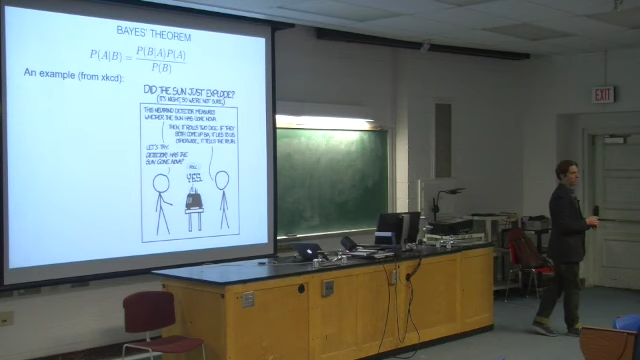 BAYES' THEOREM
P(A|B) = P(B|A)P(A) / P(B)
An example (from xkcd):
DID THE SUN JUST EXPLODE?
(IT'S NIGHT, SO WE'RE NOT SURE.)
THIS NEUTRINO DETECTOR MEASURES
WHETHER THE SUN HAS GONE NOVA.
THEN, IT ROLLS TWO DICE. IF THEY
BOTH COME UP SIX, IT LIES TO US.
OTHERWISE, IT TELLS THE TRUTH.
LET'S TRY.
DETECTOR! HAS THE
SUN GONE NOVA?
ROLL
YES.
EXIT